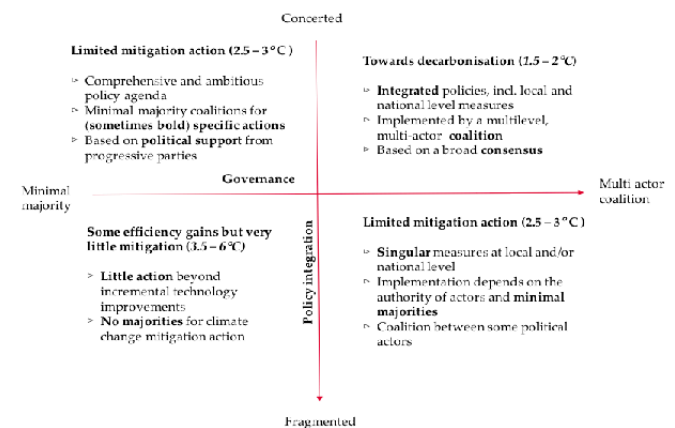 Concerted
Limited mitigation action (2.5 – 3°C )
▹ Comprehensive and ambitious
policy agenda
▹ Minimal majority coalitions for
(sometimes bold) specific actions
▹ Based on political support from
progressive parties
Towards decarbonisation (1.5 – 2°C)
▹ Integrated policies, incl. local and
national level measures
▹ Implemented by a multilevel,
multi-actor coalition
▹ Based on a broad consensus
Governance
Minimal
majority
Multi actor
coalition
Policy integration
Some efficiency gains but very
little mitigation (3.5 – 6°C)
▹ Little action beyond
incremental technology
improvements
▹ No majorities for climate
change mitigation action
Limited mitigation action (2.5 – 3°C )
▹ Singular measures at local and/or
national level
▹ Implementation depends on the
authority of actors and minimal
majorities
▹ Coalition between some political
actors
Fragmented